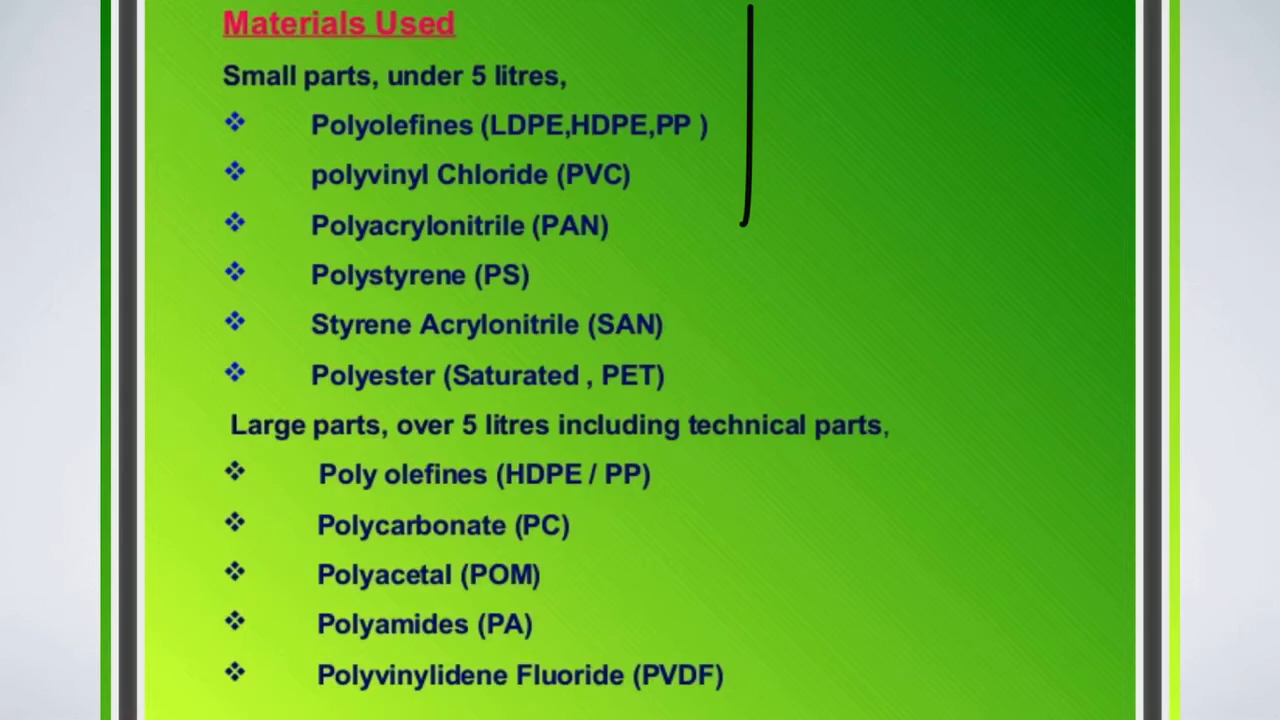 Materials Used
Small parts, under 5 litres,
❖ Polyolefines (LDPE,HDPE,PP )
❖ polyvinyl Chloride (PVC)
❖ Polyacrylonitrile (PAN)
❖ Polystyrene (PS)
❖ Styrene Acrylonitrile (SAN)
❖ Polyester (Saturated , PET)
Large parts, over 5 litres including technical parts,
❖ Poly olefines (HDPE / PP)
❖ Polycarbonate (PC)
❖ Polyacetal (POM)
❖ Polyamides (PA)
❖ Polyvinylidene Fluoride (PVDF)